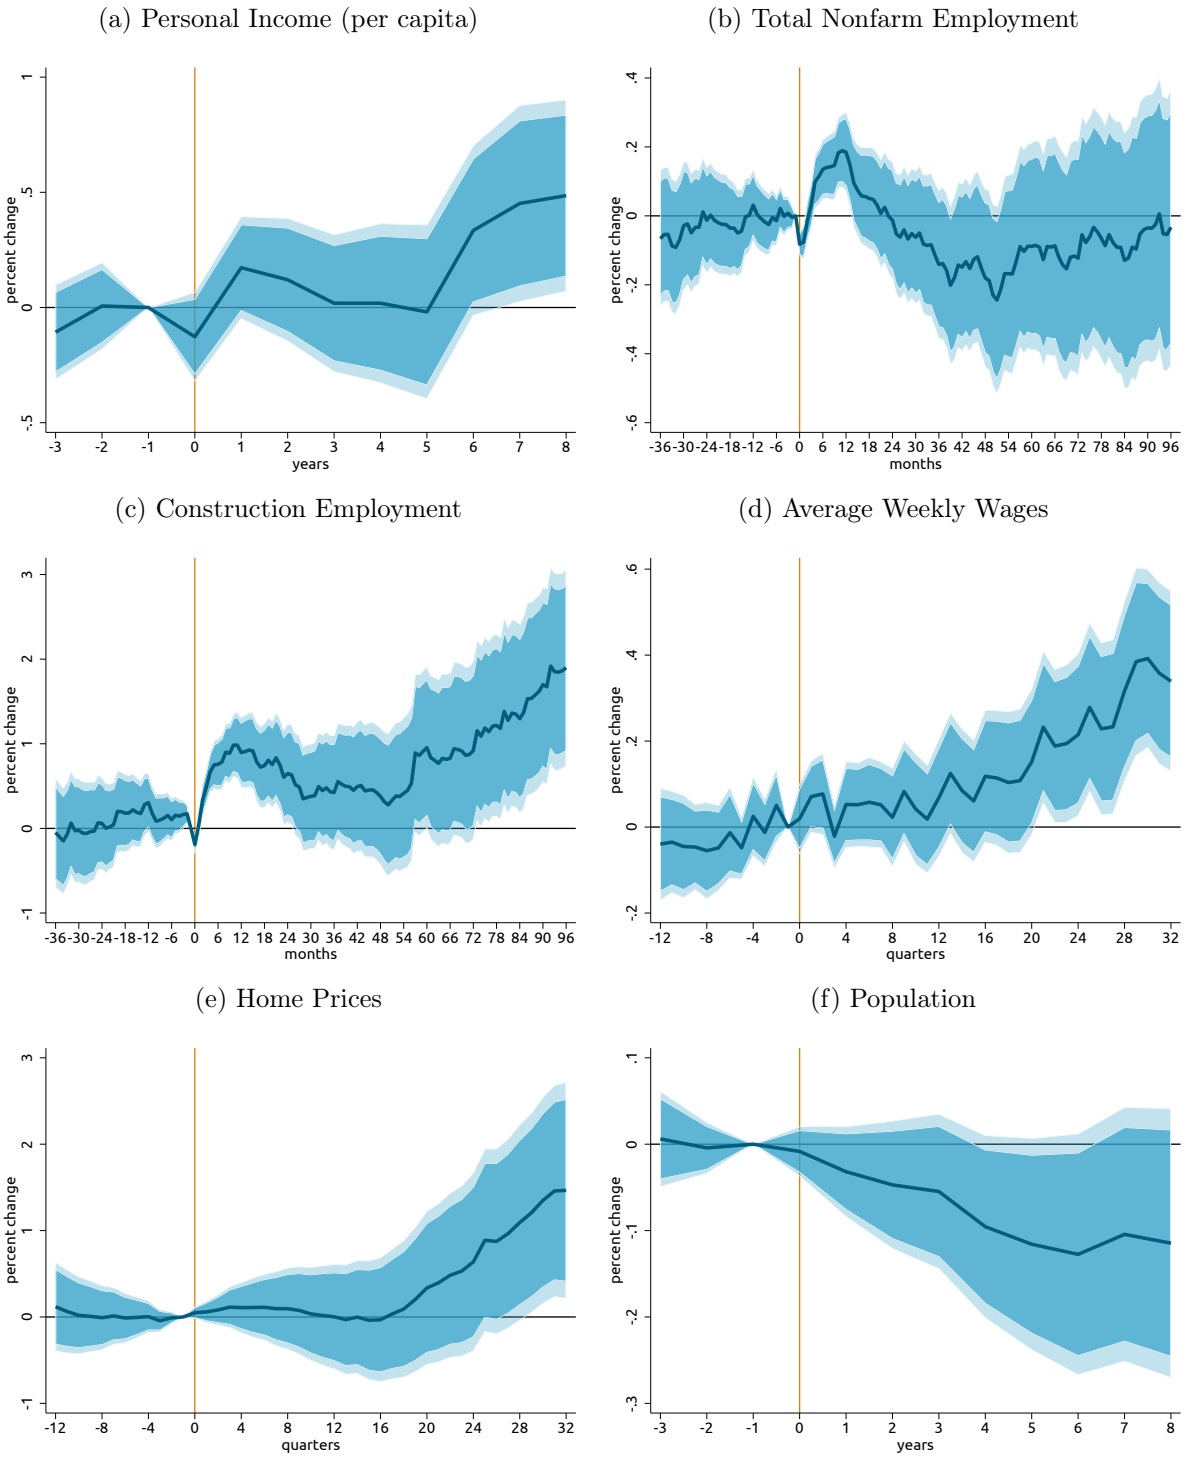 (a) Personal Income (per capita)
(b) Total Nonfarm Employment
percent change
1
.5
0
-.5
-3 -2 -1 0 1 2 3 4 5 6 7 8
years
percent change
.4
.2
0
-.2
-.4
-.6
-36 -30 -24 -18 -12 -6 0 6 12 18 24 30 36 42 48 54 60 66 72 78 84 90 96
months
(c) Construction Employment
(d) Average Weekly Wages
percent change
3
2
1
0
-1
-36 -30 -24 -18 -12 -6 0 6 12 18 24 30 36 42 48 54 60 66 72 78 84 90 96
months
percent change
.6
.4
.2
0
-.2
-12 -8 -4 0 4 8 12 16 20 24 28 32
quarters
(e) Home Prices
(f) Population
percent change
3
2
1
0
-1
-12 -8 -4 0 4 8 12 16 20 24 28 32
quarters
percent change
.1
0
-.1
-.2
-.3
-3 -2 -1 0 1 2 3 4 5 6 7 8
years